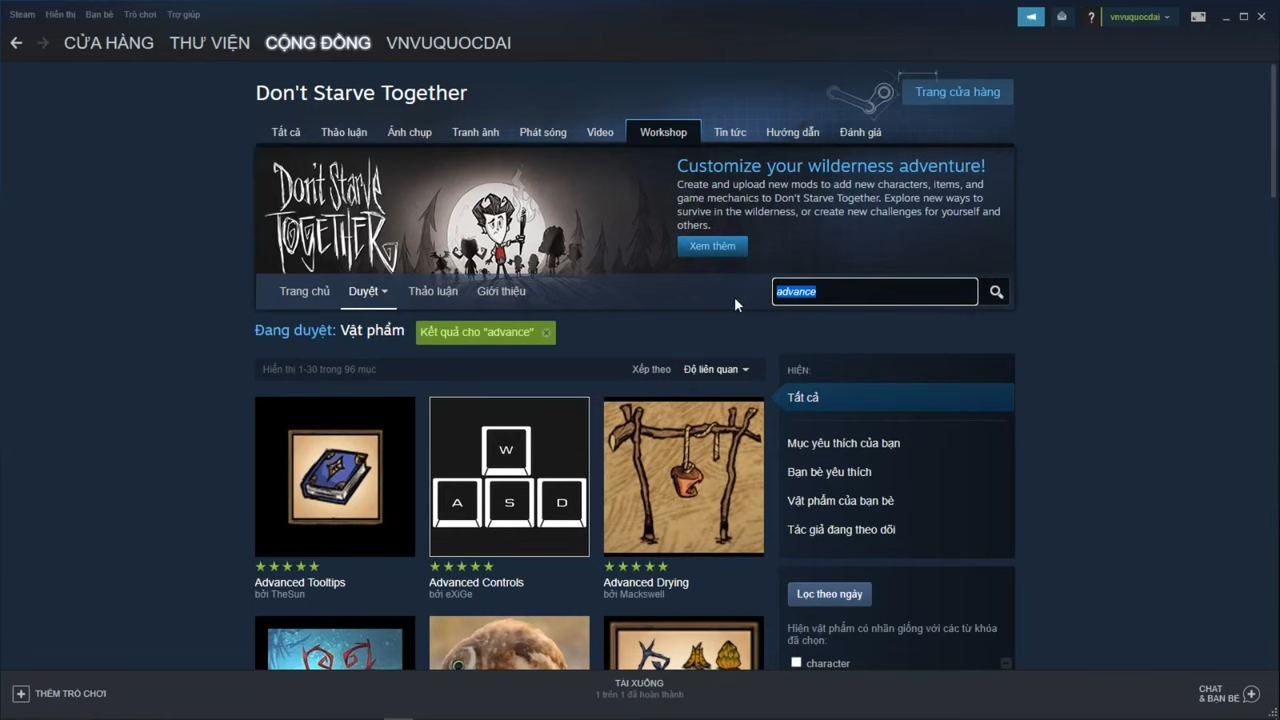 Steam Hiển thị Bạn bè Trò chơi Trợ giúp
? vnvuquocdai
CỬA HÀNG THƯ VIỆN CỘNG ĐỒNG VNVUQUOCDAI
Don't Starve Together
Trang cửa hàng
Tất cả Thảo luận Ảnh chụp Tranh ảnh Phát sóng Video Workshop Tin tức Hướng dẫn Đánh giá
Don't Starve
TOGETHER
Customize your wilderness adventure!
Create and upload new mods to add new characters, items, and
game mechanics to Don't Starve Together. Explore new ways to
survive in the wilderness, or create new challenges for yourself and
others.
Xem thêm
Trang chủ Duyệt Thảo luận Giới thiệu
advance
Đang duyệt: Vật phẩm
Kết quả cho "advance"
Hiển thị 1-30 trong 96 mục
Xếp theo Độ liên quan
HIỆN:
Tất cả
Mục yêu thích của bạn
Bạn bè yêu thích
Vật phẩm của bạn bè
Tác giả đang theo dõi
W
A S D
Advanced Tooltips
bởi TheSun
Advanced Controls
bởi eXiGe
Advanced Drying
bởi Mackswell
Lọc theo ngày
Hiện vật phẩm có nhãn giống với các từ khóa
đã chọn:
character
THÊM TRÒ CHƠI
TẢI XUỐNG
1 trên 1 đã hoàn thành
CHAT
& BẠN BÈ